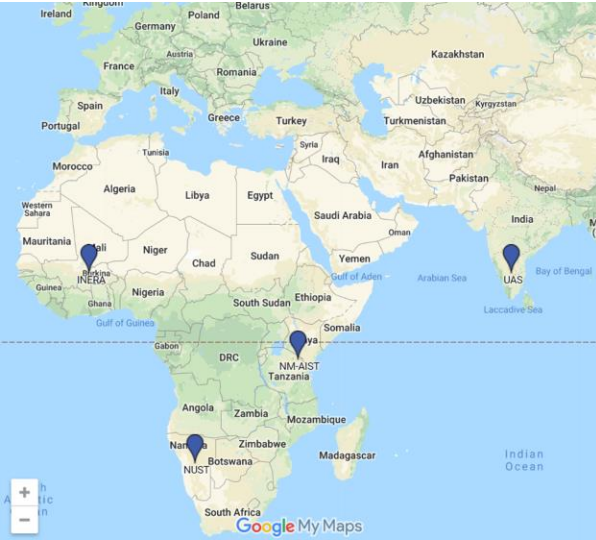 Kingdom
Belarus
Ireland
Poland
Germany
Ukraine
Kazakhstan
Austria
France
Romania
Italy
Uzbekistan
Kyrgyzstan
Spain
Greece
Turkey
Turkmenistan
Portugal
Tunisia
Syria
Afghanistan
Morocco
Iraq
Iran
Pakistan
Algeria
Libya
Egypt
Nepal
Western
Sahara
Saudi Arabia
India
Oman
Mauritania
Mali
Niger
Chad
Sudan
Yemen
Gulf of Aden
Arabian Sea
Bay of Bengal
Burkina
INERA
UAS
Guinea
Nigeria
Ghana
South Sudan
Ethiopia
Laccadive Sea
Gulf of Guinea
Somalia
Gabon
ya
DRC
NM-AIST
Tanzania
Angola
Zambia
Mozambique
Zimbabwe
Madagascar
Indian
Ocean
NUST
Botswana
South Africa
+
−
Google My Maps